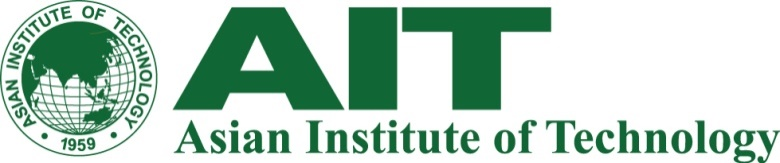 ASIAN INSTITUTE OF TECHNOLOGY
• 1959 •
AIT
Asian Institute of Technology